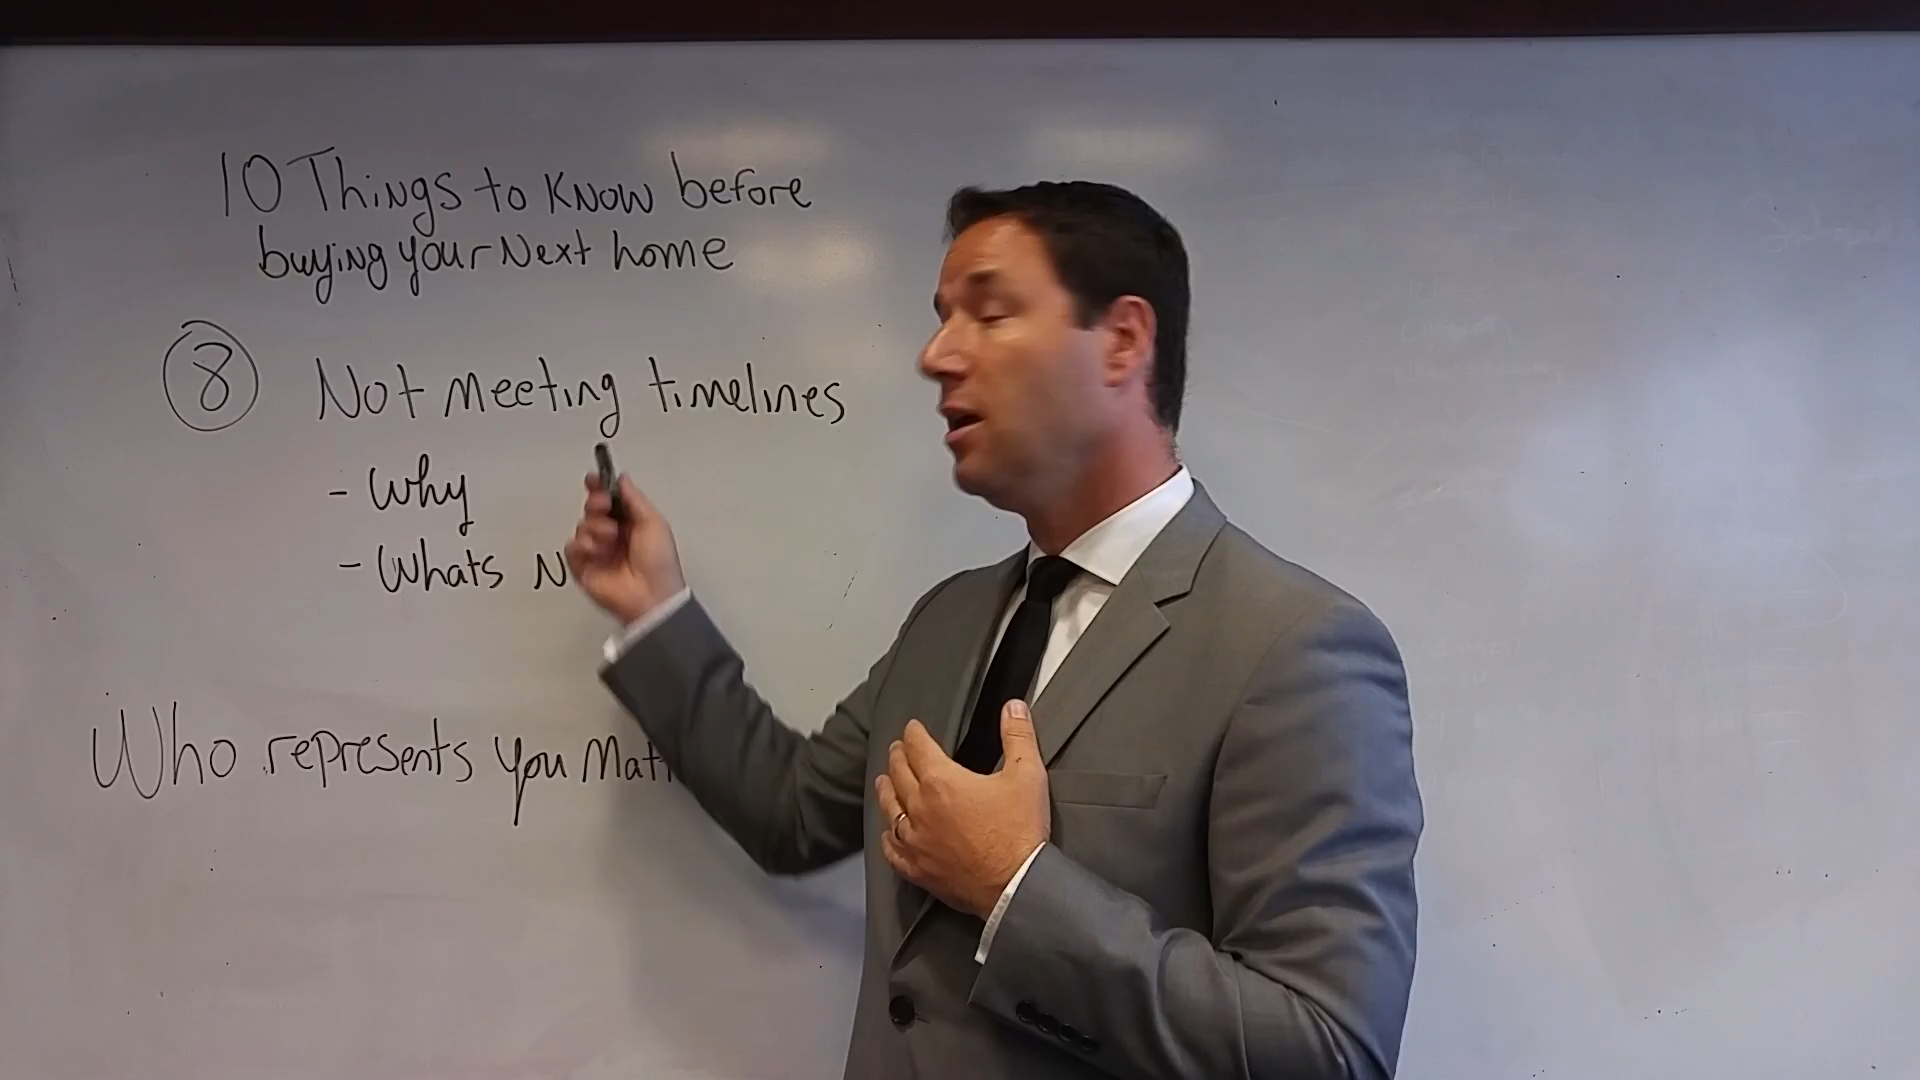 10 Things to Know before
buying your Next home
8 Not meeting timelines
- Why
- Whats
Who represents you